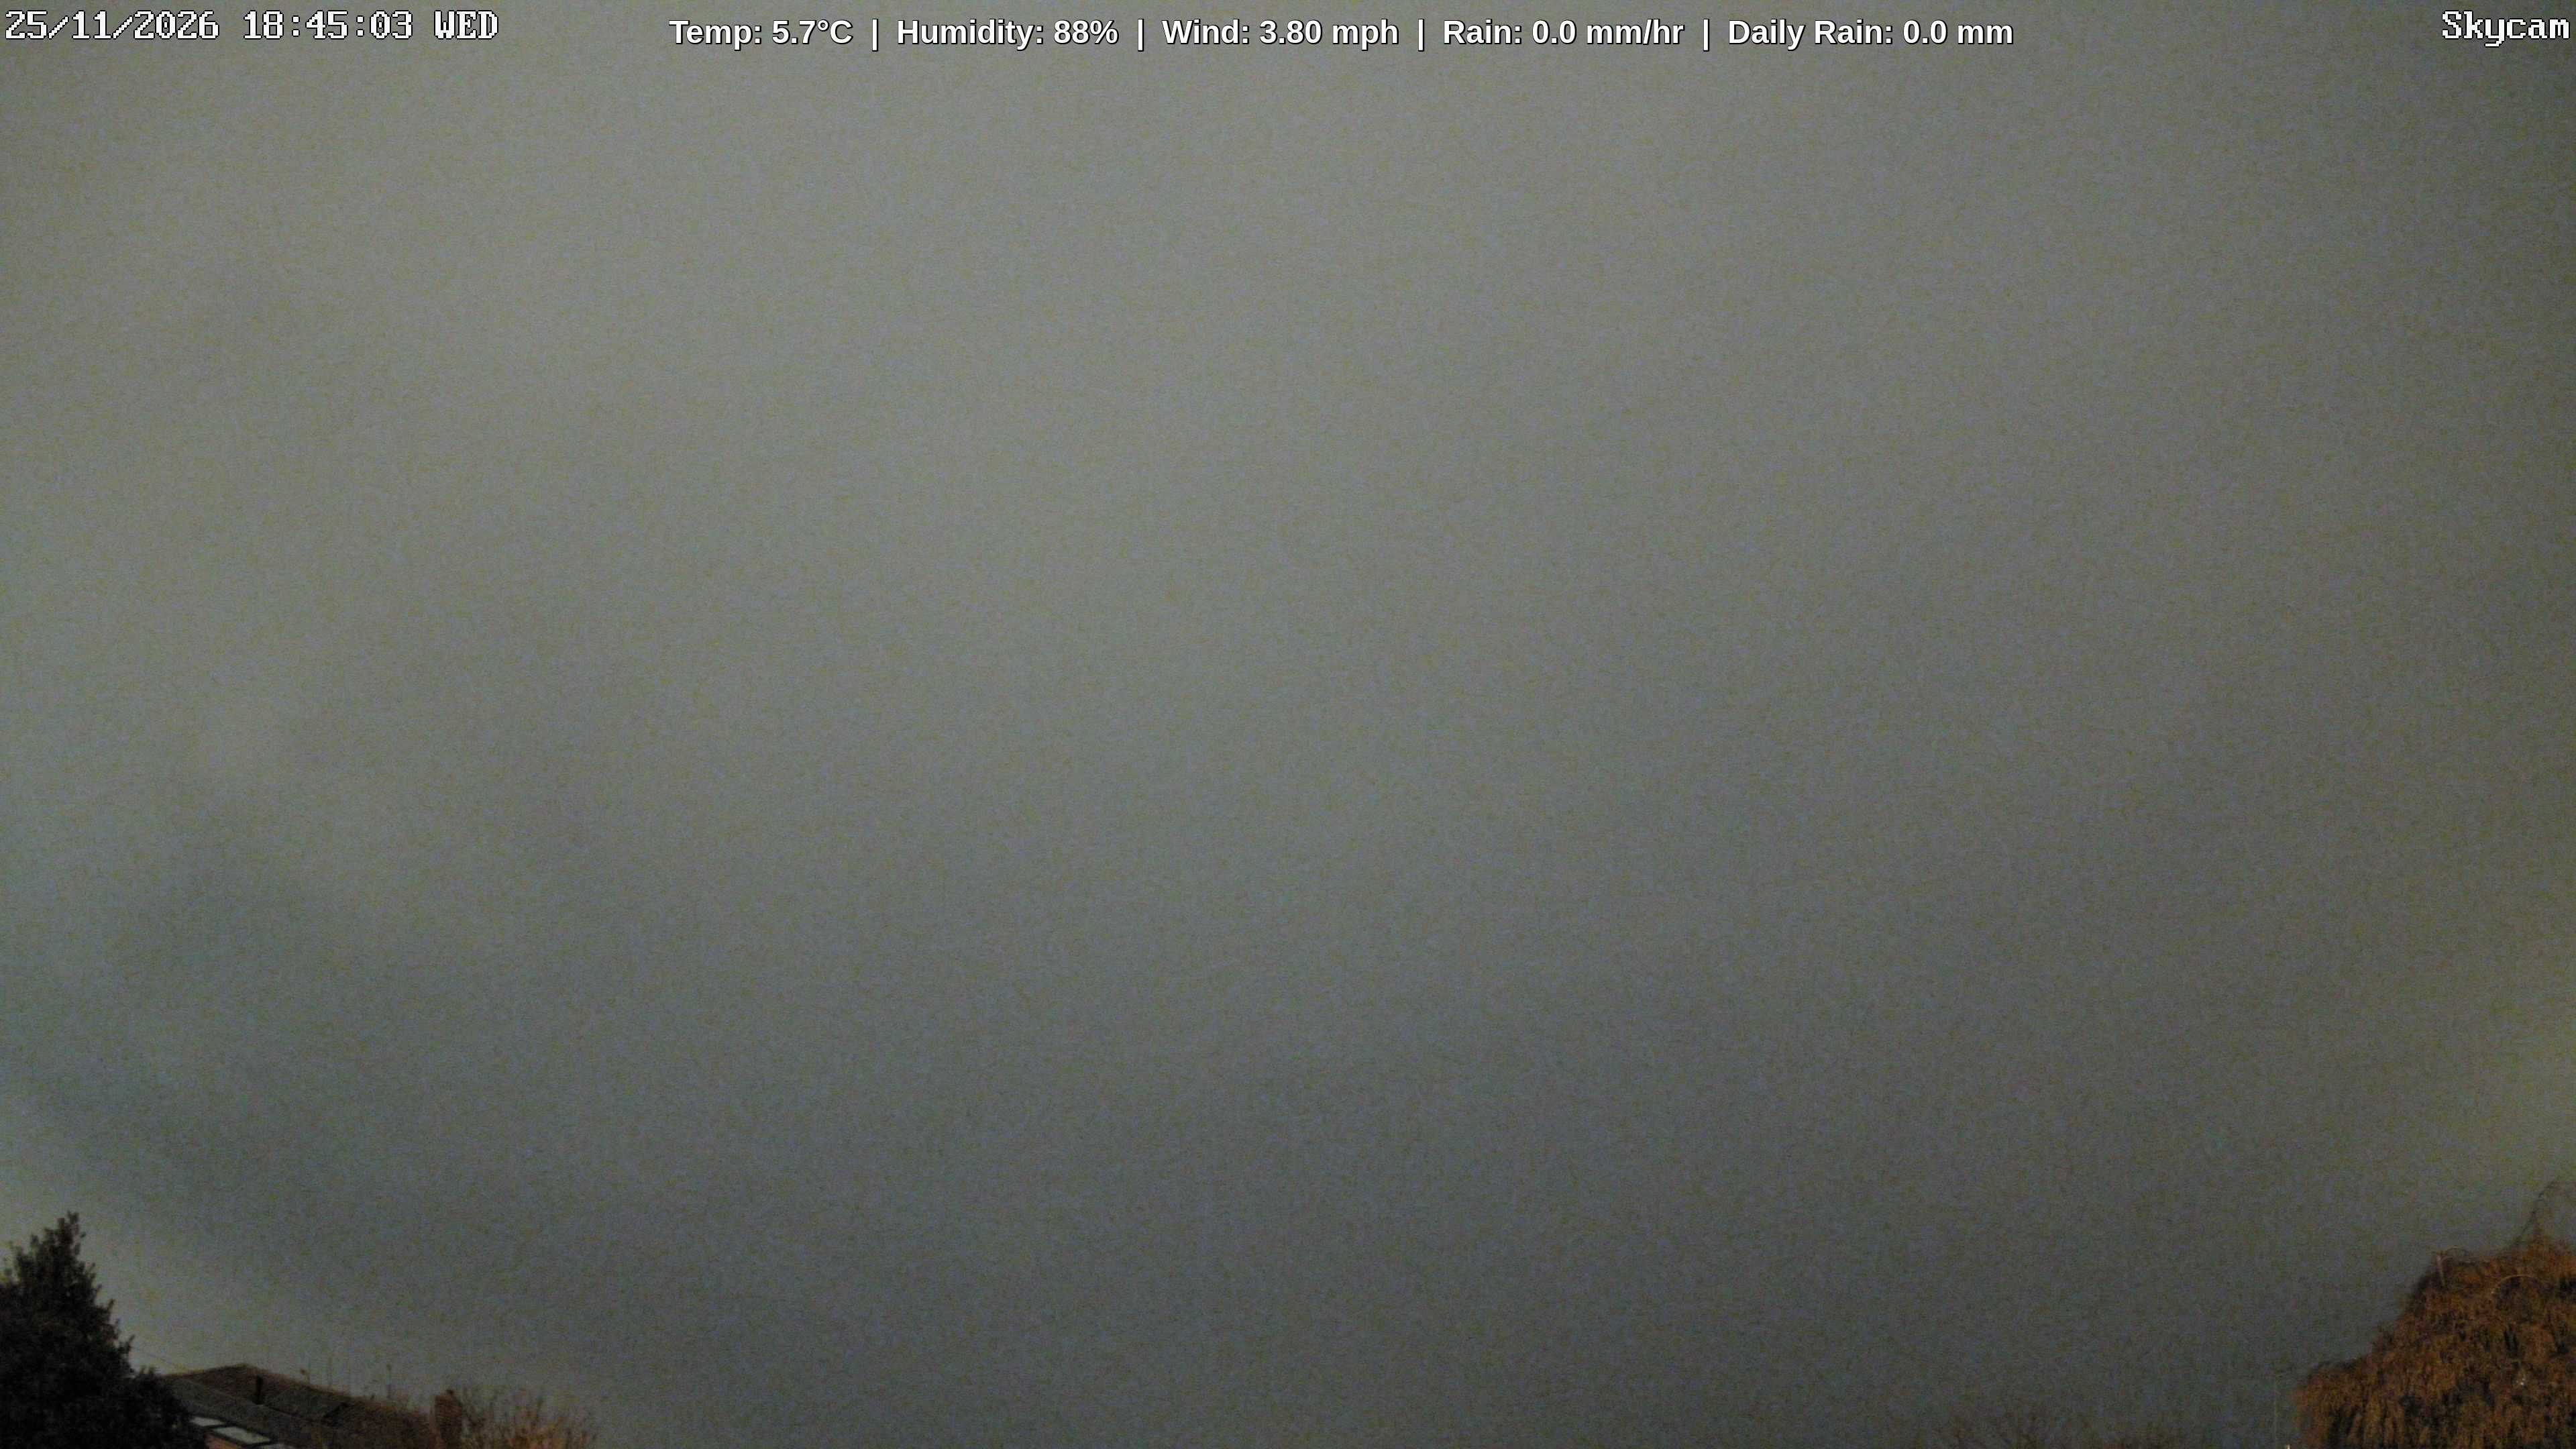 25/11/2026 18:45:03 WED
Temp: 5.7°C | Humidity: 88% | Wind: 3.80 mph | Rain: 0.0 mm/hr | Daily Rain: 0.0 mm
Skycam